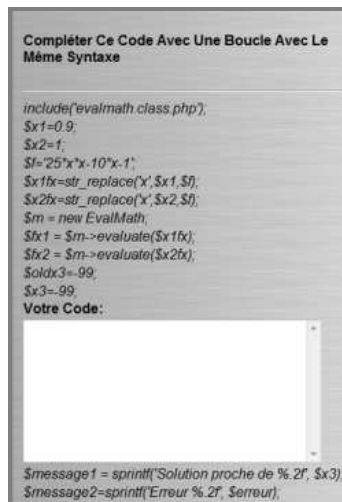 Compléter Ce Code Avec Une Boucle Avec Le
Même Syntaxe
include('evalmath.class.php');
$x1=0.9;
$x2=1;
$f='25*x*x-10*x-1';
$x1fx=str_replace('x',$x1,$f);
$x2fx=str_replace('x',$x2,$f);
$m = new EvalMath;
$fx1 = $m->evaluate($x1fx);
$fx2 = $m->evaluate($x2fx);
$oldx3=-99;
$x3=-99;
Votre Code:
$message1 = sprintf('Solution proche de %.2f', $x3)
$message2=sprintf('Erreur %.2f', $erreur);